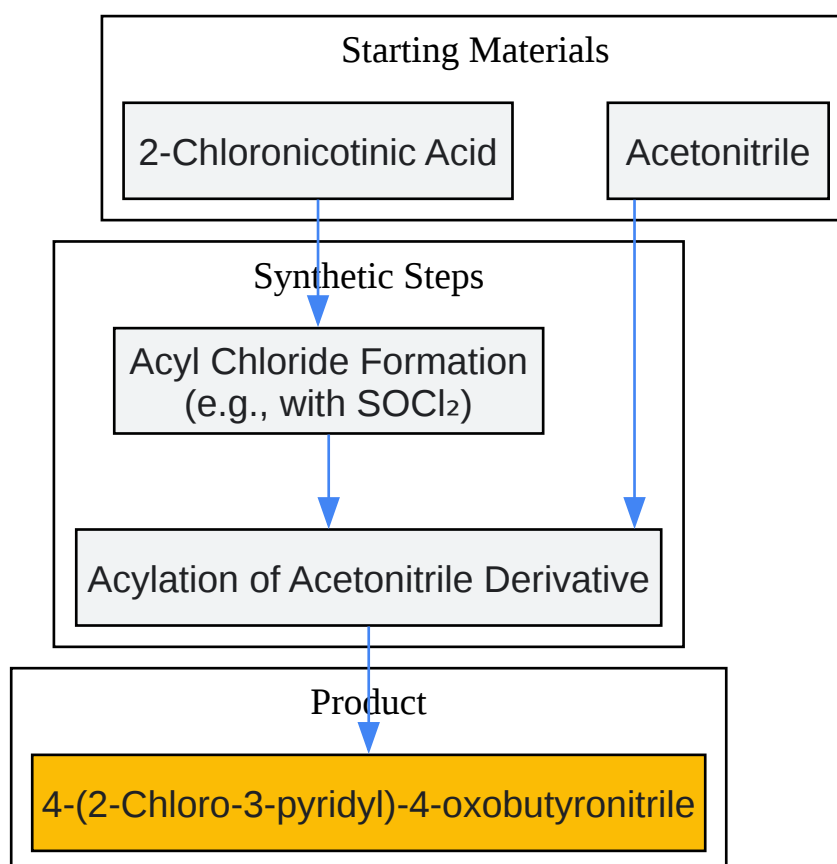 Starting Materials
2-Chloronicotinic Acid
Acetonitrile
Synthetic Steps
Acyl Chloride Formation
(e.g., with SOCl₂)
Acylation of Acetonitrile Derivative
Product
4-(2-Chloro-3-pyridyl)-4-oxobutyronitrile